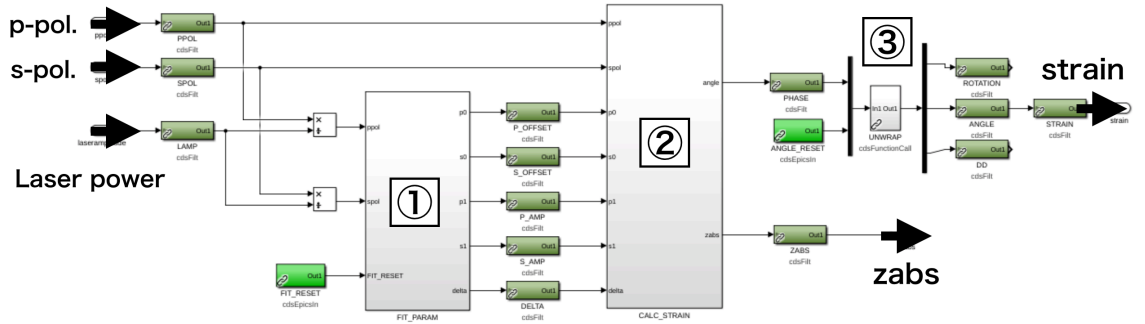 p-pol.
s-pol.
Laser power
Out1
PPOL
cdsFilt
Out1
SPOL
cdsFilt
Out1
LAMP
cdsFilt
×
÷
×
÷
Out1
FIT_RESET
cdsEpicsIn
ppol
spol
FIT_RESET
①
p0
s0
p1
s1
delta
FIT_PARAM
Out1
P_OFFSET
cdsFilt
Out1
S_OFFSET
cdsFilt
Out1
P_AMP
cdsFilt
Out1
S_AMP
cdsFilt
Out1
DELTA
cdsFilt
ppol
spol
p0
s0
p1
s1
delta
②
angle
zabs
CALC_STRAIN
Out1
PHASE
cdsFilt
Out1
ANGLE_RESET
cdsEpicsIn
③
In1 Out1
UNWRAP
cdsFunctionCall
Out1
ROTATION
cdsFilt
Out1
ANGLE
cdsFilt
Out1
DD
cdsFilt
STRAIN
cdsFilt
strain
strain
Out1
ZABS
cdsFilt
zabs